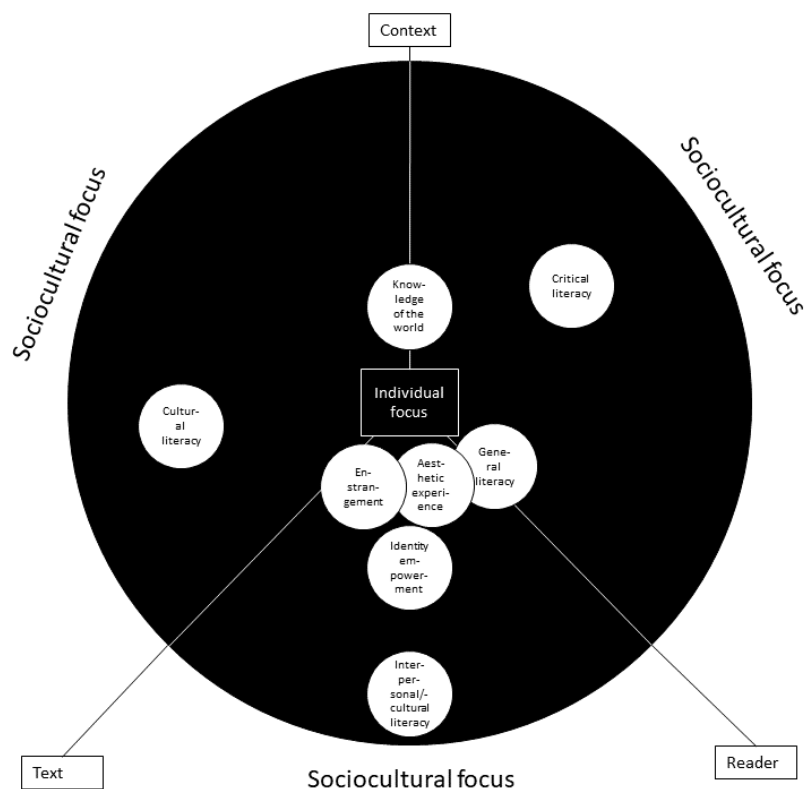 Context
Sociocultural focus
Sociocultural focus
Know-
ledge
of the
world
Critical
literacy
Individual
focus
Cultur-
al
literacy
En-
stran-
gement
Aest-
hetic
experi-
ence
Gene-
ral
literacy
Identity
em-
power-
ment
Inter-
per-
sonal/-
cultural
literacy
Text
Reader
Sociocultural focus